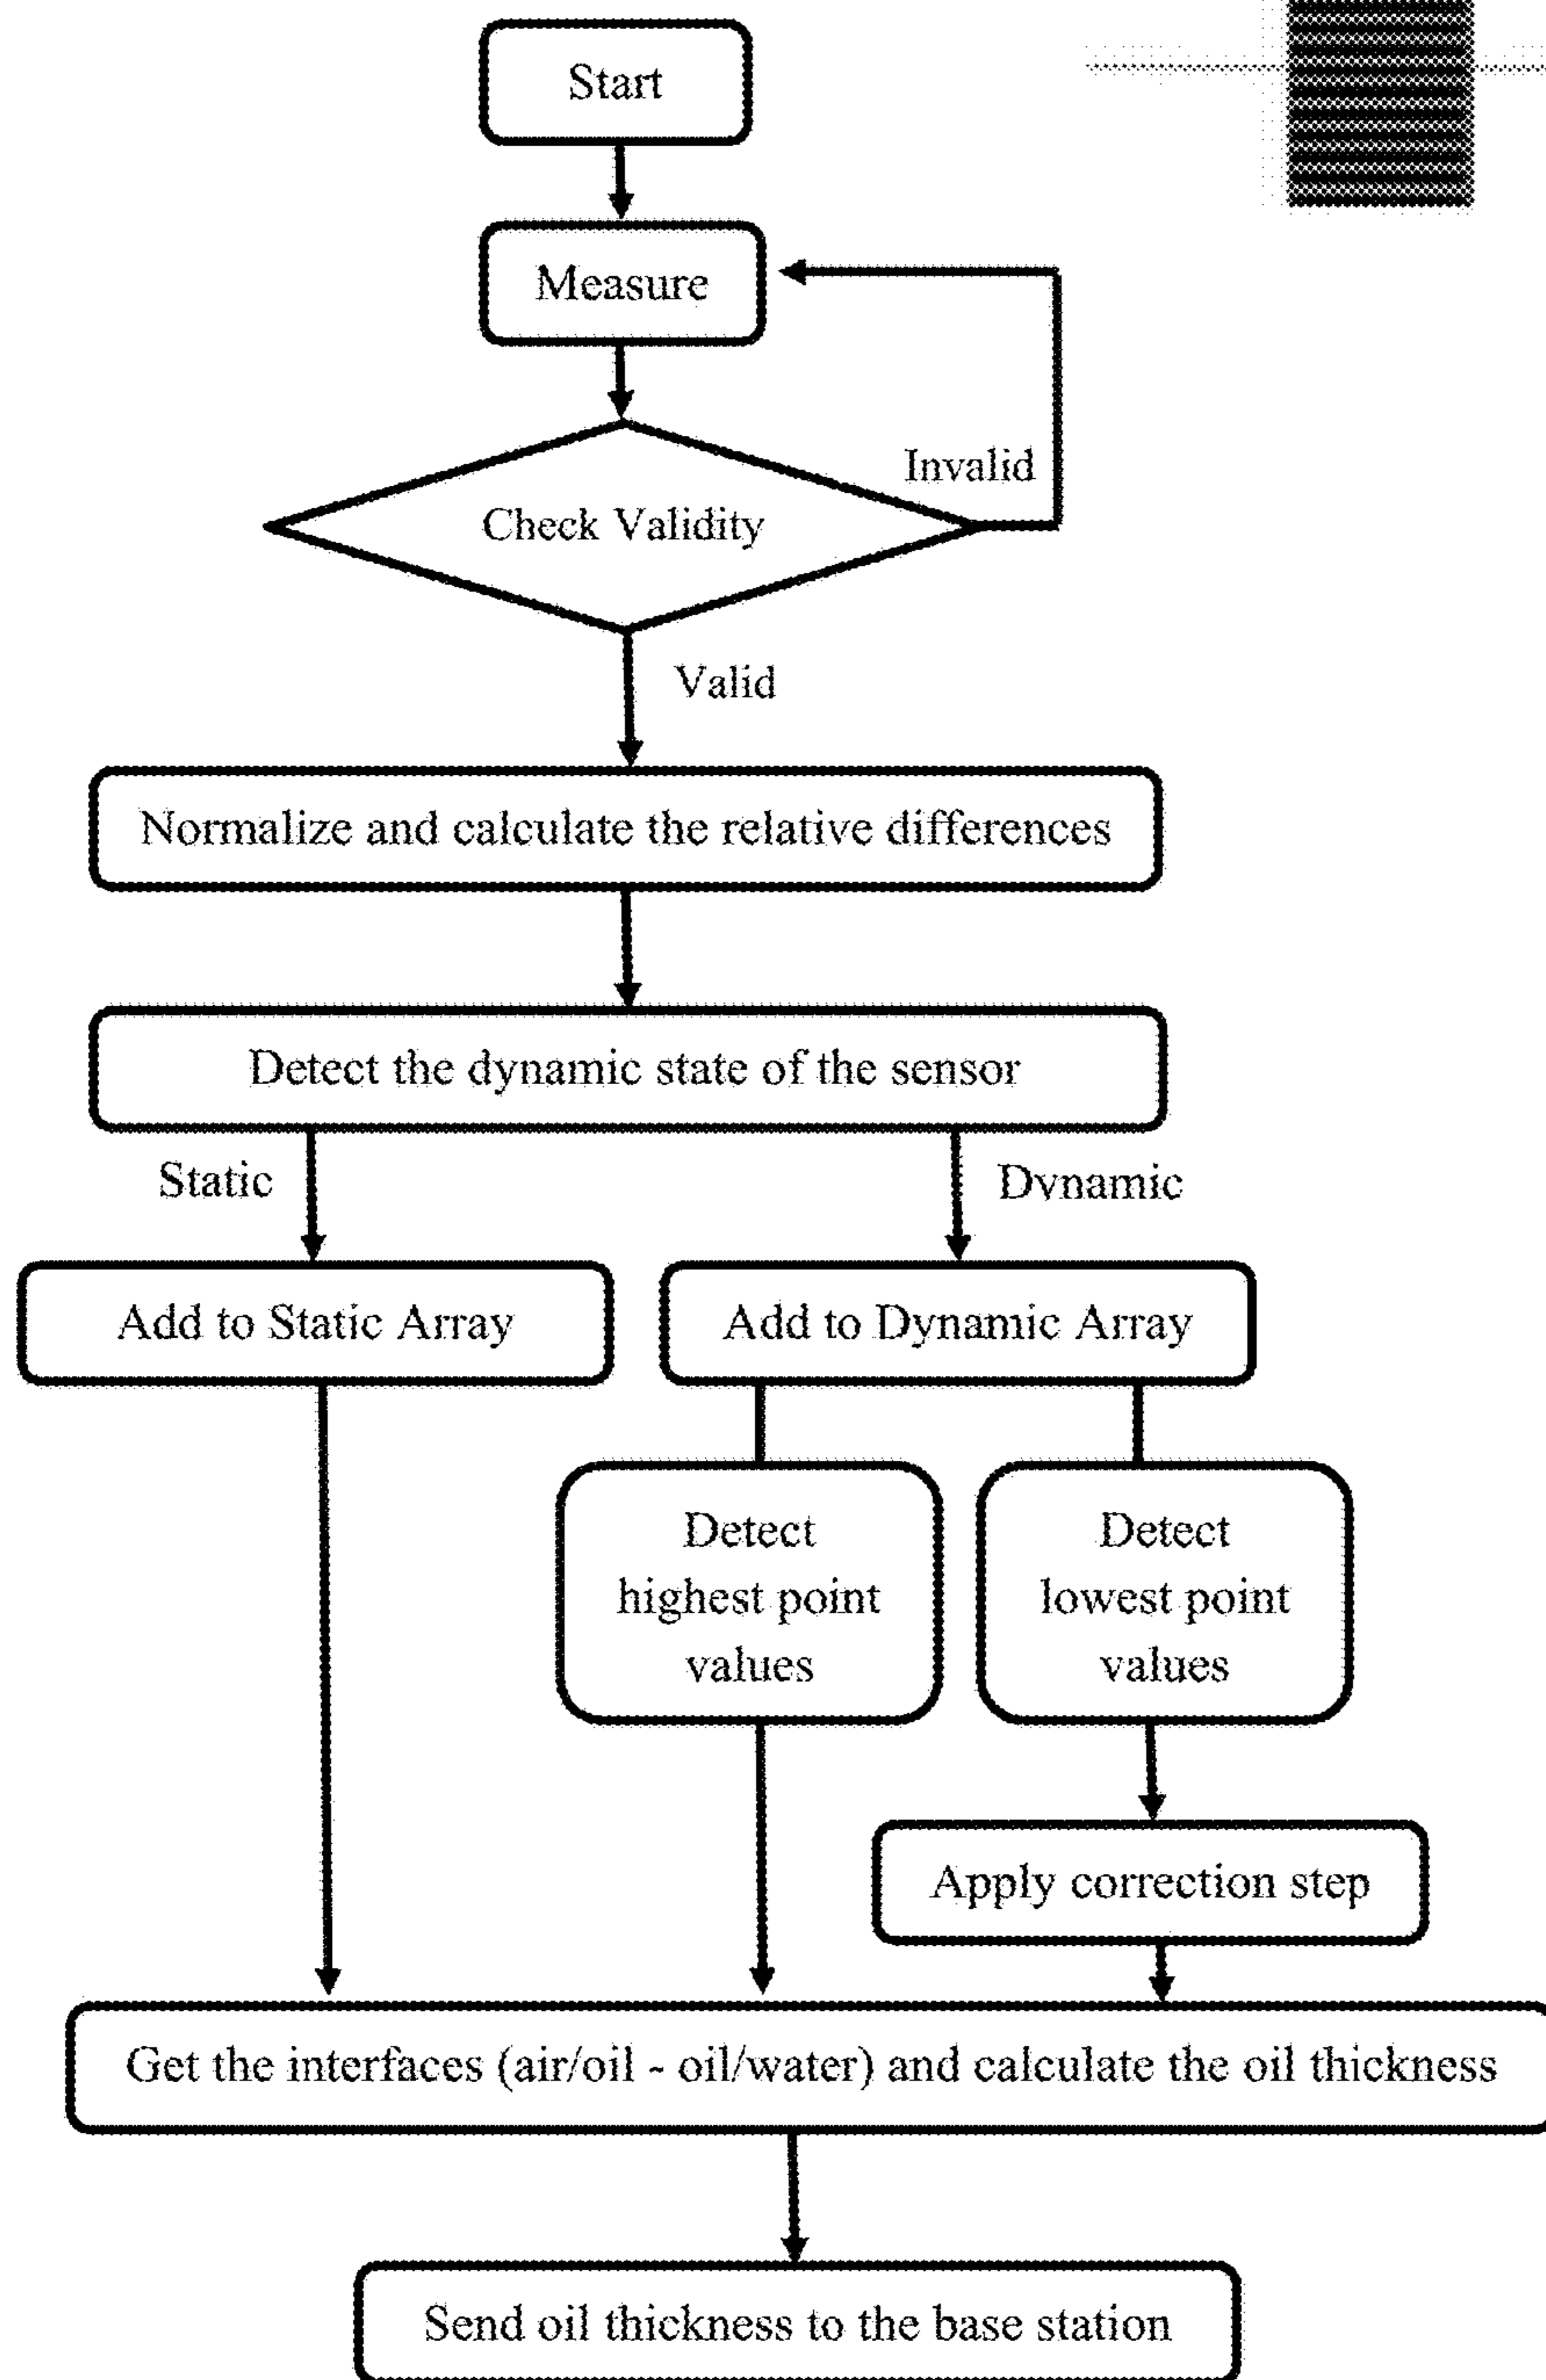 Start
Measure
Invalid
Check Validity
Valid
Normalize and calculate the relative differences
Detect the dynamic state of the sensor
Static
Dynamic
Add to Static Array
Add to Dynamic Array
Detect
highest point
values
Detect
lowest point
values
Apply correction step
Get the interfaces (air/oil - oil/water) and calculate the oil thickness
Send oil thickness to the base station